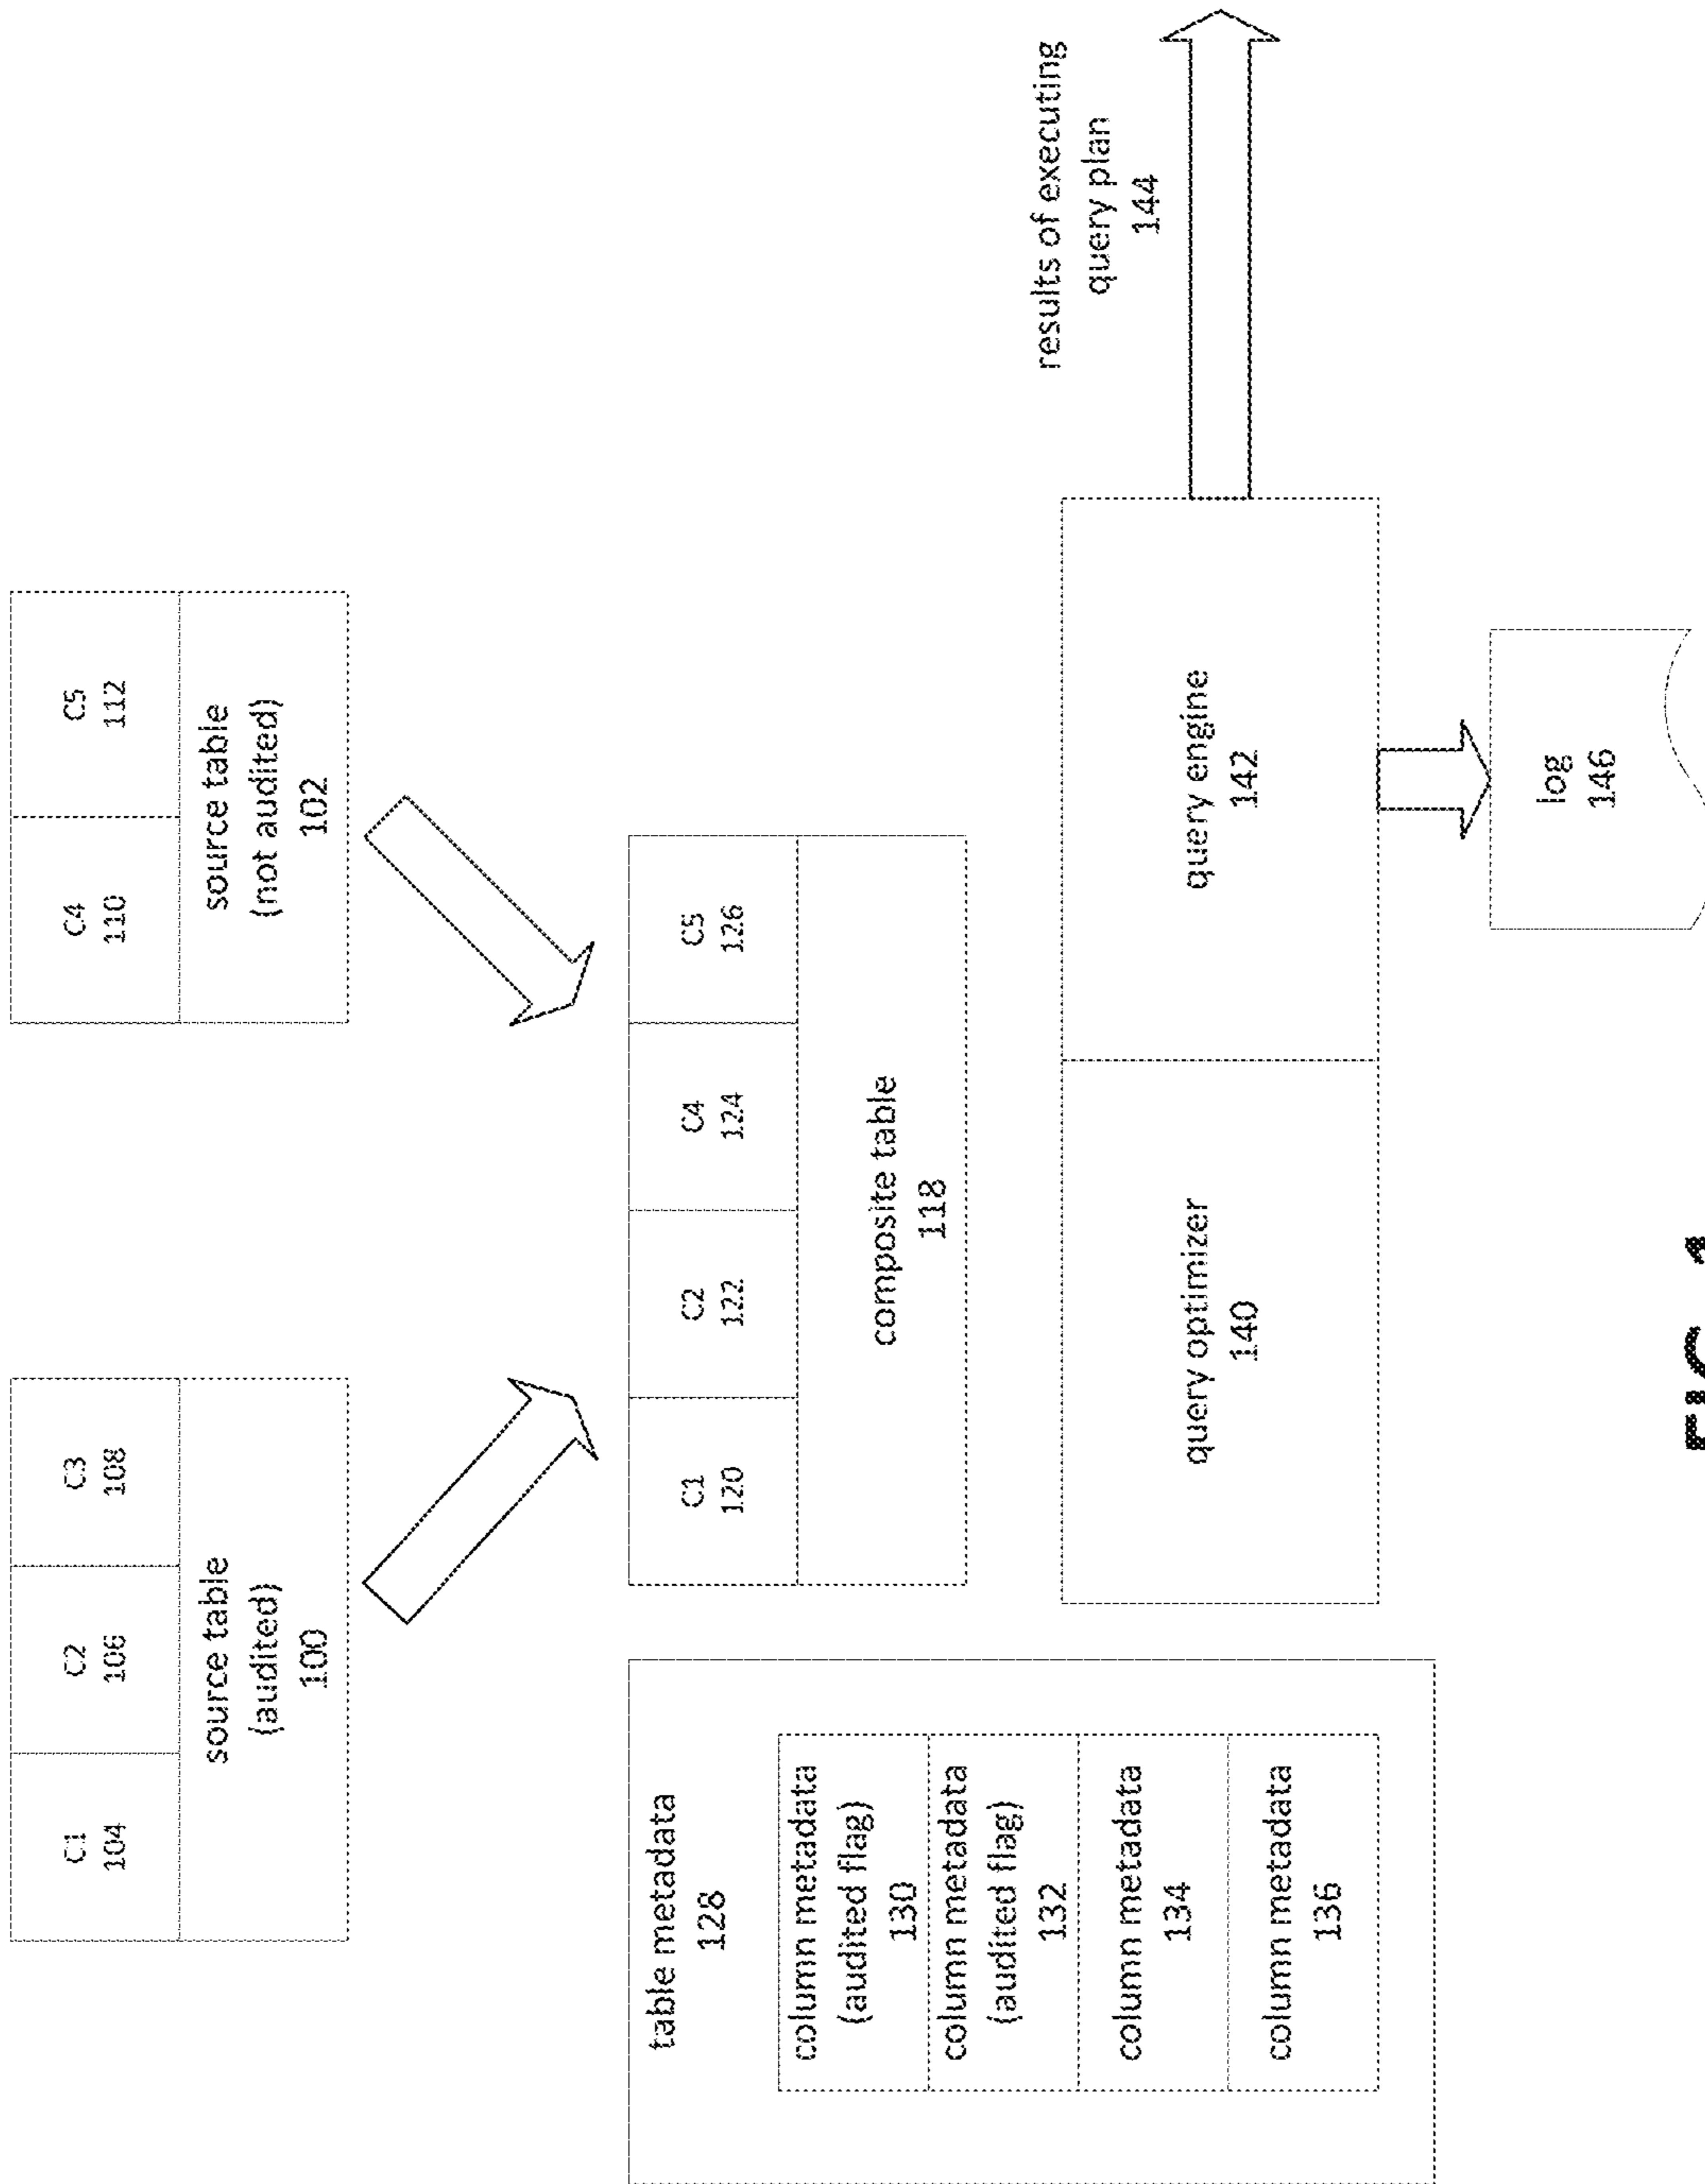 C1
104
C2
106
C3
108
source table
(audited)
100
C4
110
C5
112
source table
(not audited)
102
table metadata
128
column metadata
(audited flag)
130
column metadata
(audited flag)
132
column metadata
134
column metadata
136
C1
120
C2
122
C4
124
C5
126
composite table
118
query optimizer
140
query engine
142
results of executing
query plan
144
log
146